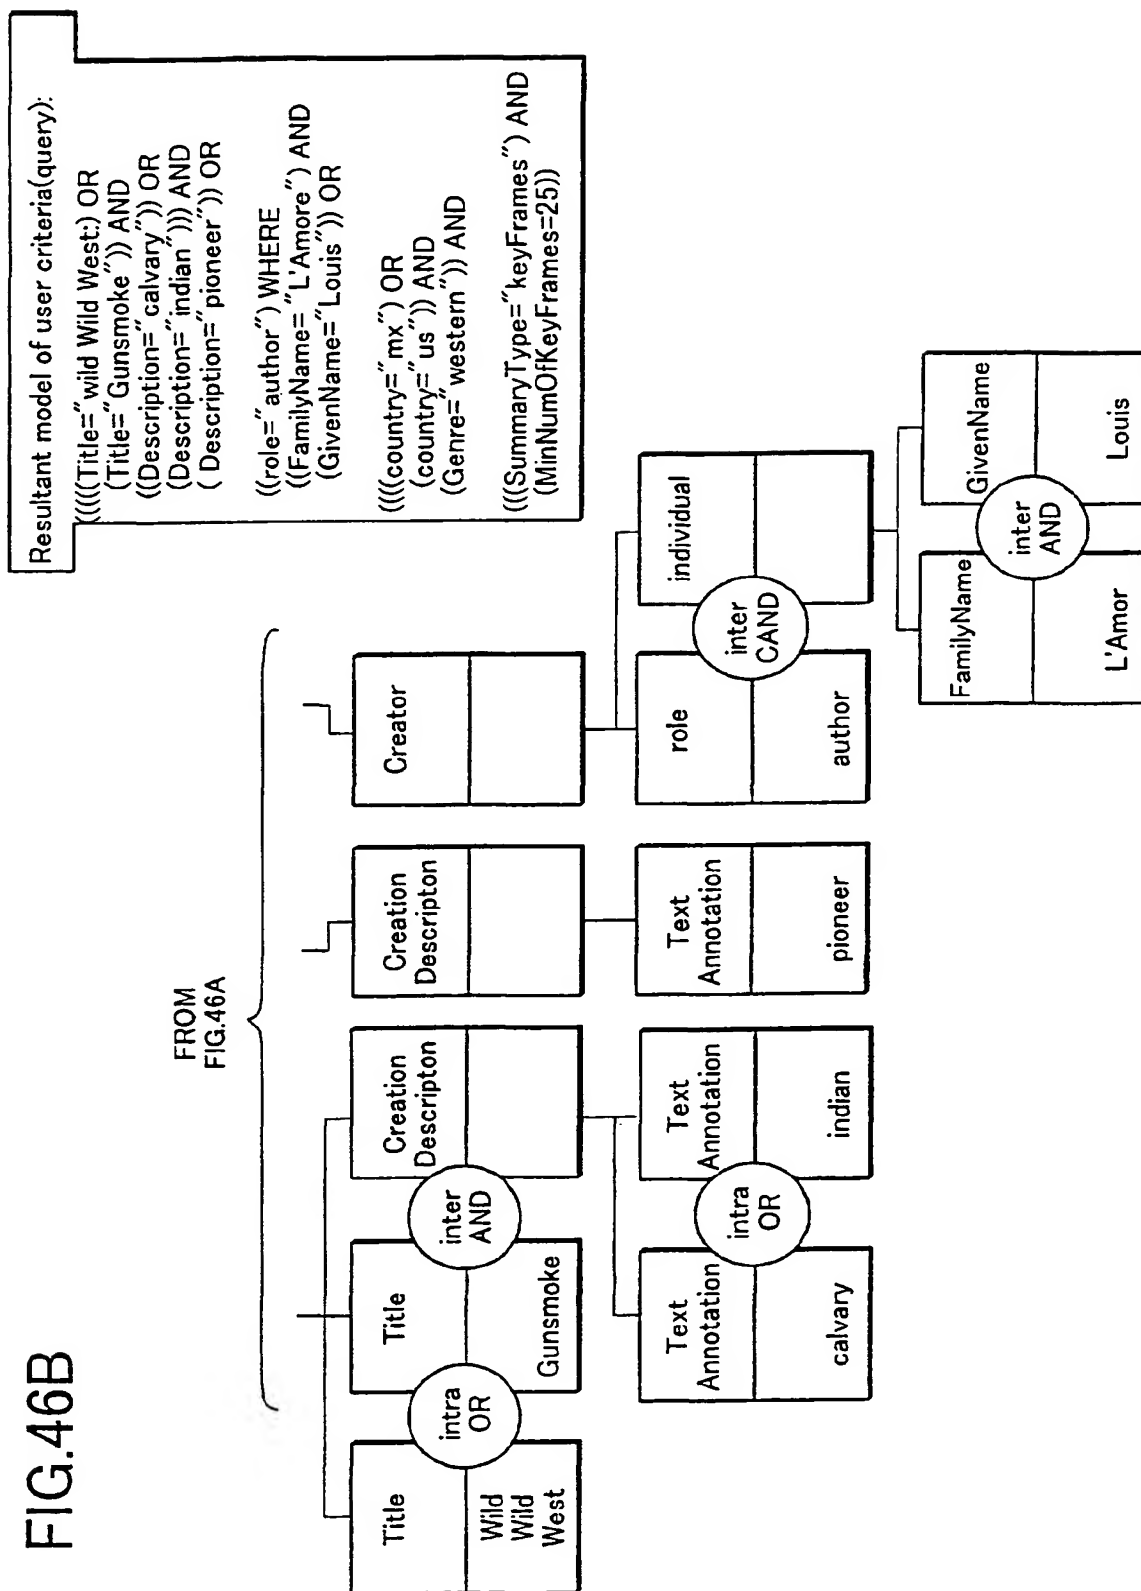 FIG.46B
Resultant model of user criteria(query):
(((((Title="wild Wild West:) OR
(Title="Gunsmoke")) AND
((Description="calvary")) OR
(Description="indian"))) AND
( Description="pioneer")) OR
((role="author") WHERE
((FamilyName="L'Amore") AND
(GivenName="Louis")) OR
((((country="mx") OR
(country="us")) AND
(Genre="western")) AND
(((SummaryType="keyFrames") AND
(MinNumOfKeyFrames=25))
FROM
FIG.46A
Title
Wild
Wild
West
intra
OR
Title
Gunsmoke
inter
AND
Creation
Descripton
Creation
Descripton
Creator
Text
Annotation
calvary
intra
OR
Text
Annotation
indian
Text
Annotation
pioneer
role
author
inter
CAND
individual
FamilyName
L'Amor
inter
AND
GivenName
Louis